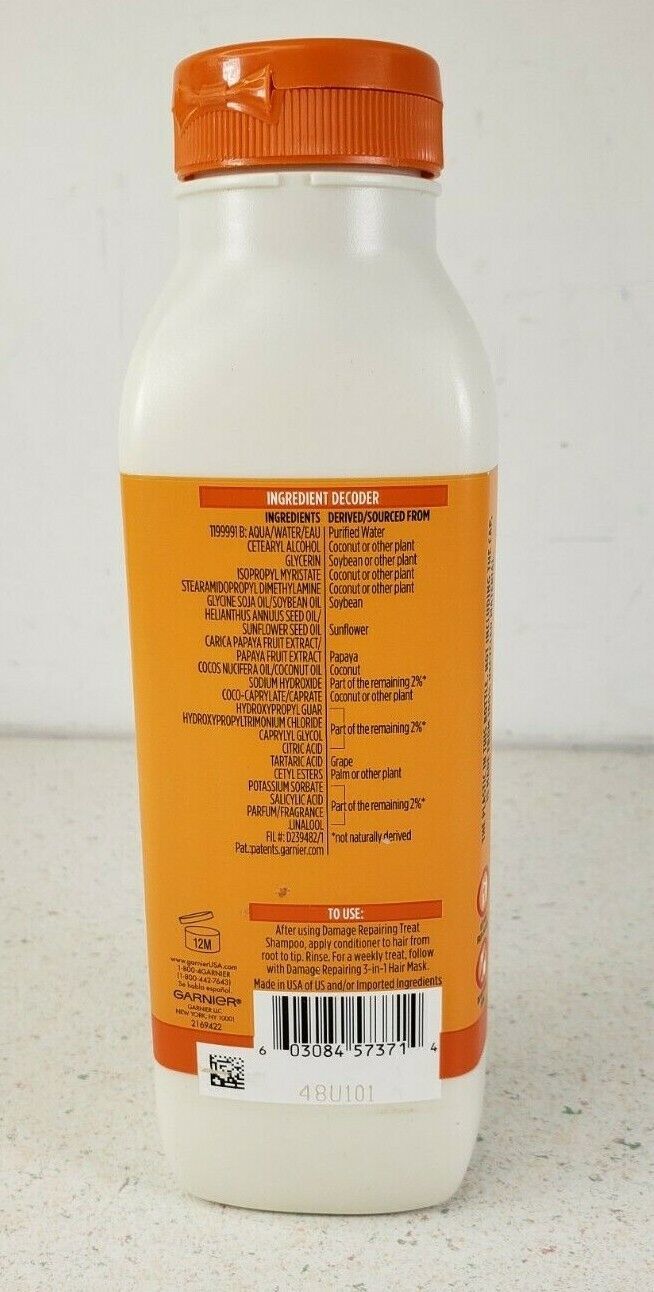 INGREDIENT DECODER
INGREDIENTS DERIVED/SOURCED FROM
1199991 B: AQUA/WATER/EAU Purified Water
CETEARYL ALCOHOL Coconut or other plant
GLYCERIN Soybean or other plant
ISOPROPYL MYRISTATE Coconut or other plant
STEARAMIDOPROPYL DIMETHYLAMINE Coconut or other plant
GLYCINE SOJA OIL/SOYBEAN OIL Soybean
HELIANTHUS ANNUUS SEED OIL/
SUNFLOWER SEED OIL Sunflower
CARICA PAPAYA FRUIT EXTRACT/
PAPAYA FRUIT EXTRACT Papaya
COCOS NUCIFERA OIL/COCONUT OIL Coconut
SODIUM HYDROXIDE Part of the remaining 2%*
COCO-CAPRYLATE/CAPRATE Coconut or other plant
HYDROXYPROPYL GUAR
HYDROXYPROPYLTRIMONIUM CHLORIDE Part of the remaining 2%*
CAPRYLYL GLYCOL
CITRIC ACID
TARTARIC ACID Grape
CETYL ESTERS Palm or other plant
POTASSIUM SORBATE
SALICYLIC ACID Part of the remaining 2%*
PARFUM/FRAGRANCE
LINALOOL
FIL #: D239482/1 *not naturally derived
Pat.:patents.garnier.com
TO USE:
After using Damage Repairing Treat
Shampoo, apply conditioner to hair from
root to tip. Rinse. For a weekly treat, follow
with Damage Repairing 3-in-1 Hair Mask.
Made in USA of US and/or Imported Ingredients
12M
www.garnierUSA.com
1-800-4GARNIER
(1-800-442-7643)
Se habla español.
GARNIER®
GARNIER LLC
NEW YORK, NY 10001
2169422
6 03084 57371 4
48U101